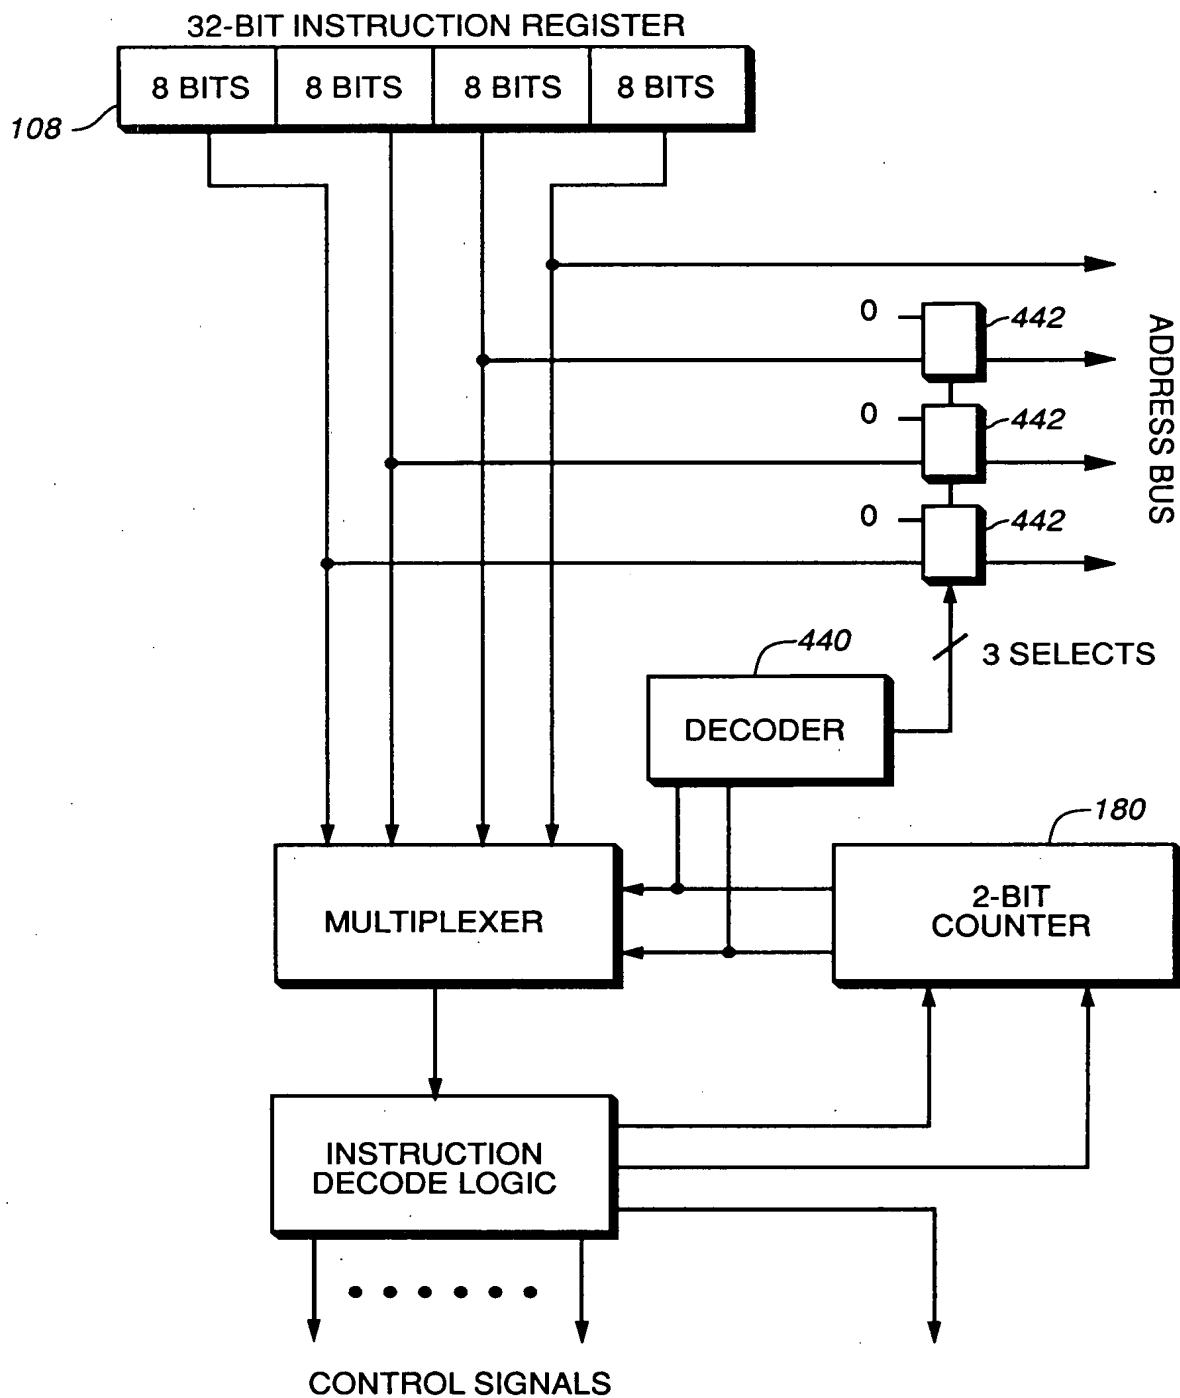 32-BIT INSTRUCTION REGISTER
8 BITS 8 BITS 8 BITS 8 BITS
108
0 442
0 442
0 442
ADDRESS BUS
3 SELECTS
440
DECODER
180
MULTIPLEXER
2-BIT
COUNTER
INSTRUCTION
DECODE LOGIC
CONTROL SIGNALS